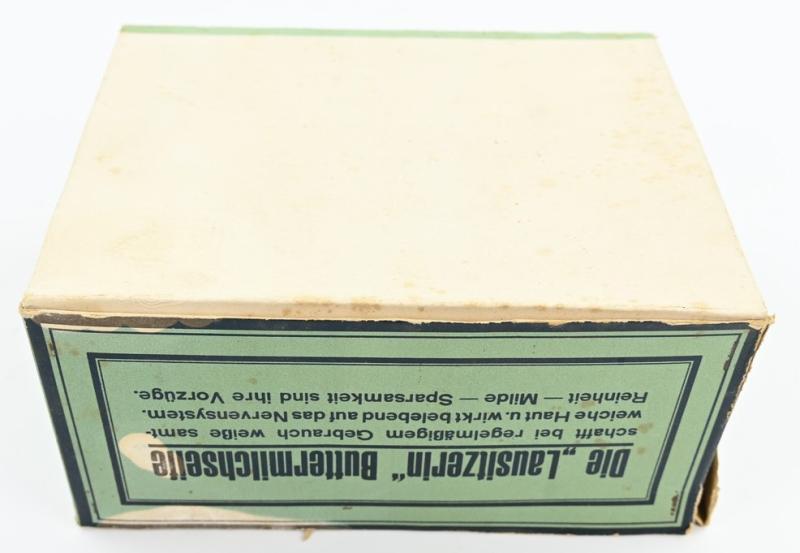 Die „Lausitzerin" Buttermilchseife
schafft bei regelmäßigem Gebrauch weiße samt-
weiche Haut u. wirkt belebend auf das Nervensystem.
Reinheit — Milde — Sparsamkeit sind ihre Vorzüge.